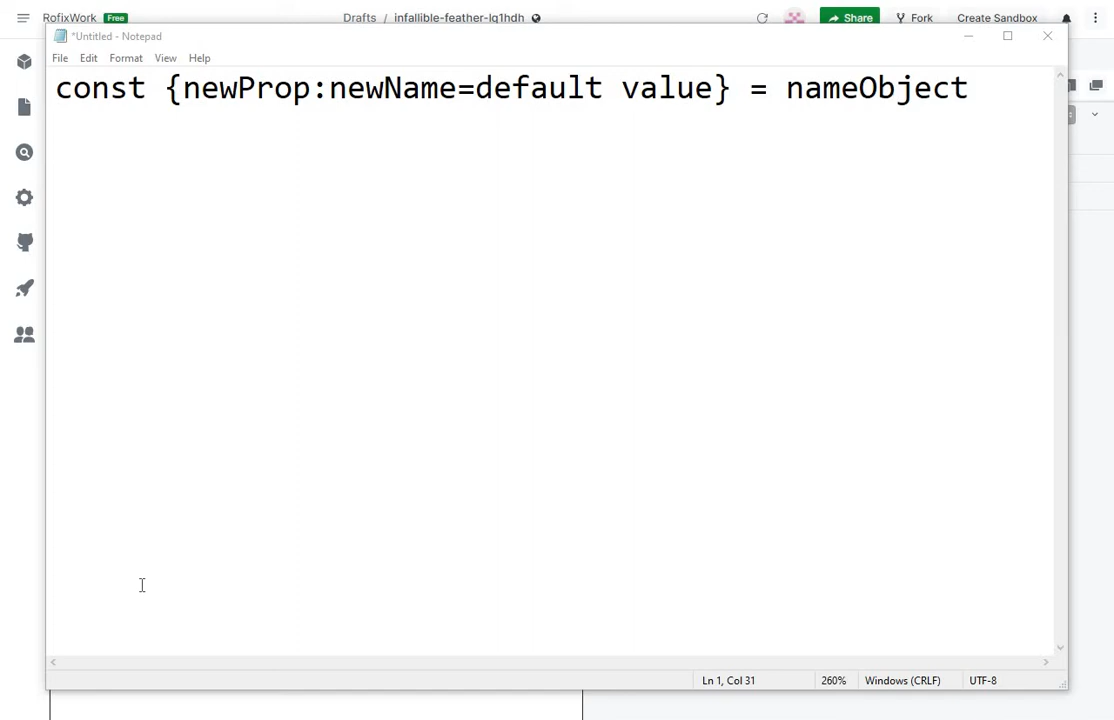 RofixWork Free Drafts / infallible-feather-lq1hdh Share Fork Create Sandbox
*Untitled - Notepad
File Edit Format View Help
const {newProp:newName=default value} = nameObject
Ln 1, Col 31 260% Windows (CRLF) UTF-8